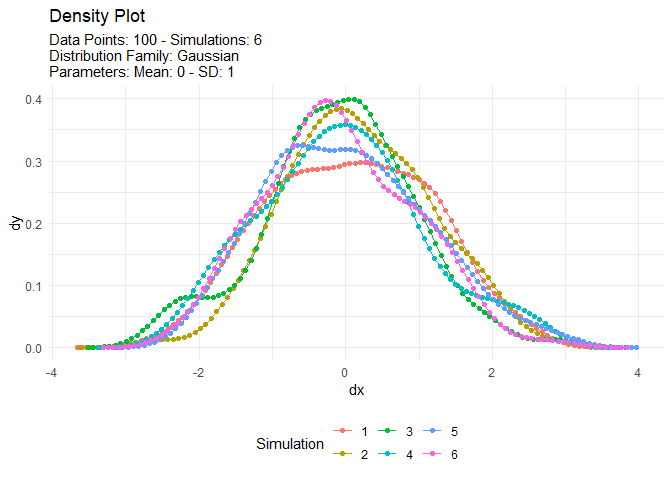 Density Plot
Data Points: 100 - Simulations: 6
Distribution Family: Gaussian
Parameters: Mean: 0 - SD: 1
dy
0.4
0.3
0.2
0.1
0.0
-4 -2 0 2 4
dx
Simulation 1 3 5
2 4 6